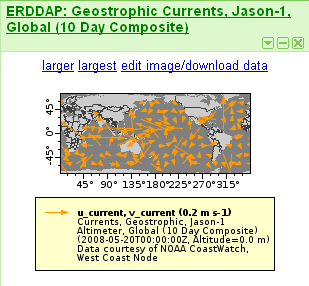 ERDDAP: Geostrophic Currents, Jason-1,
Global (10 Day Composite)
larger largest edit image/download data
45°
0°
-45°
45° 90° 135° 180° 225° 270° 315°
u_current, v_current (0.2 m s-1)
Currents, Geostrophic, Jason-1
Altimeter, Global (10 Day Composite)
(2008-05-20T00:00:00Z, Altitude=0.0 m)
Data courtesy of NOAA CoastWatch,
West Coast Node